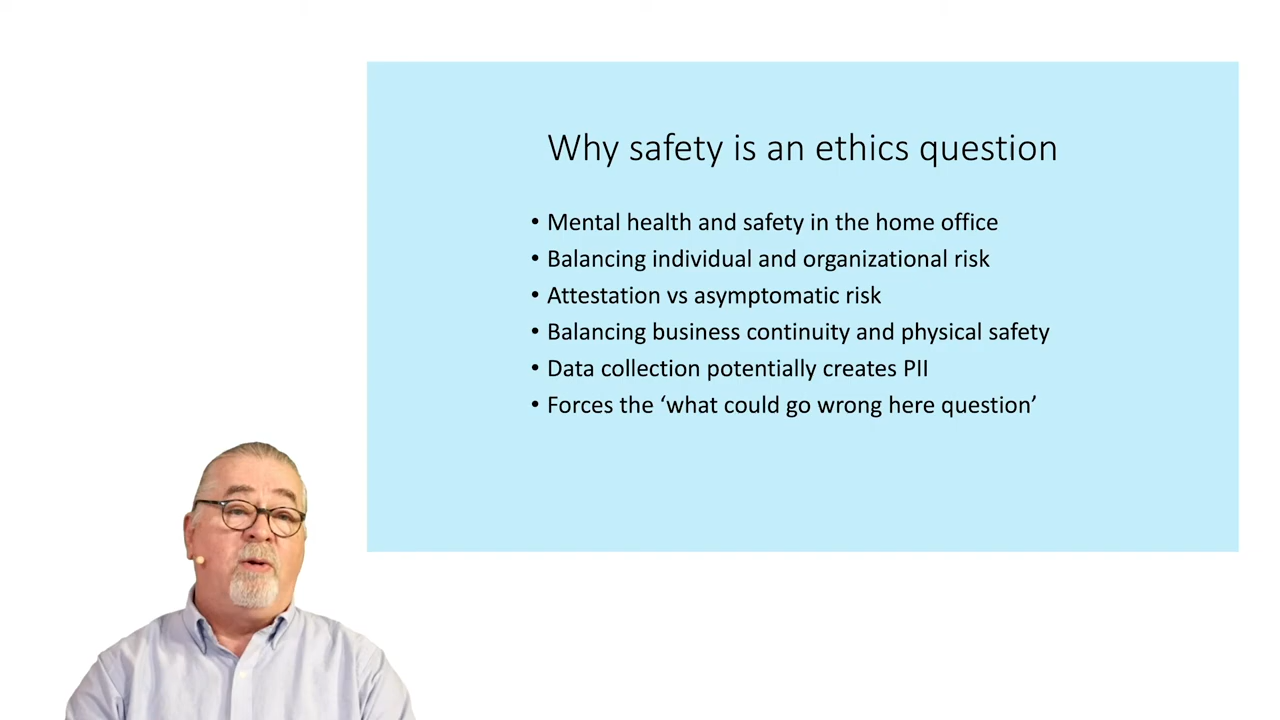 Why safety is an ethics question
• Mental health and safety in the home office
• Balancing individual and organizational risk
• Attestation vs asymptomatic risk
• Balancing business continuity and physical safety
• Data collection potentially creates PII
• Forces the ‘what could go wrong here question’